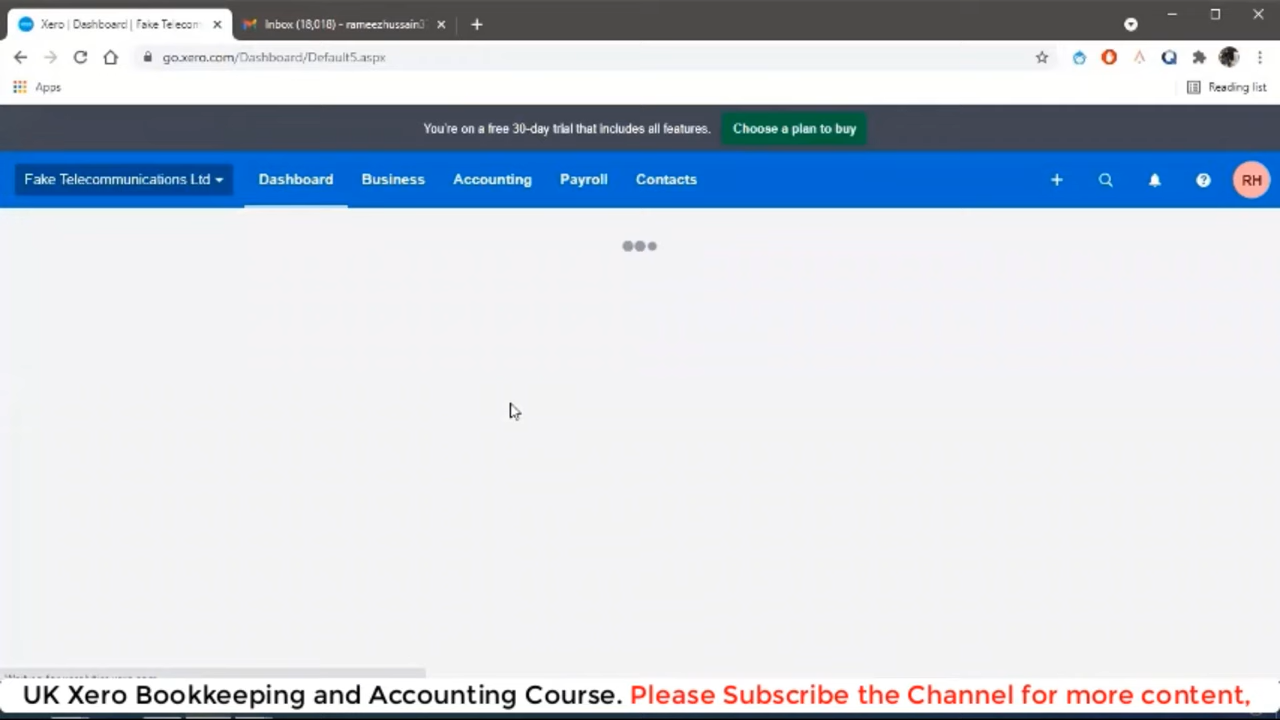 Xero | Dashboard | Fake Telecom
Inbox (18,018) - rameezhussain3
go.xero.com/Dashboard/Default5.aspx
Apps
Reading list
You're on a free 30-day trial that includes all features.
Choose a plan to buy
Fake Telecommunications Ltd
Dashboard
Business
Accounting
Payroll
Contacts
RH
UK Xero Bookkeeping and Accounting Course. Please Subscribe the Channel for more content,